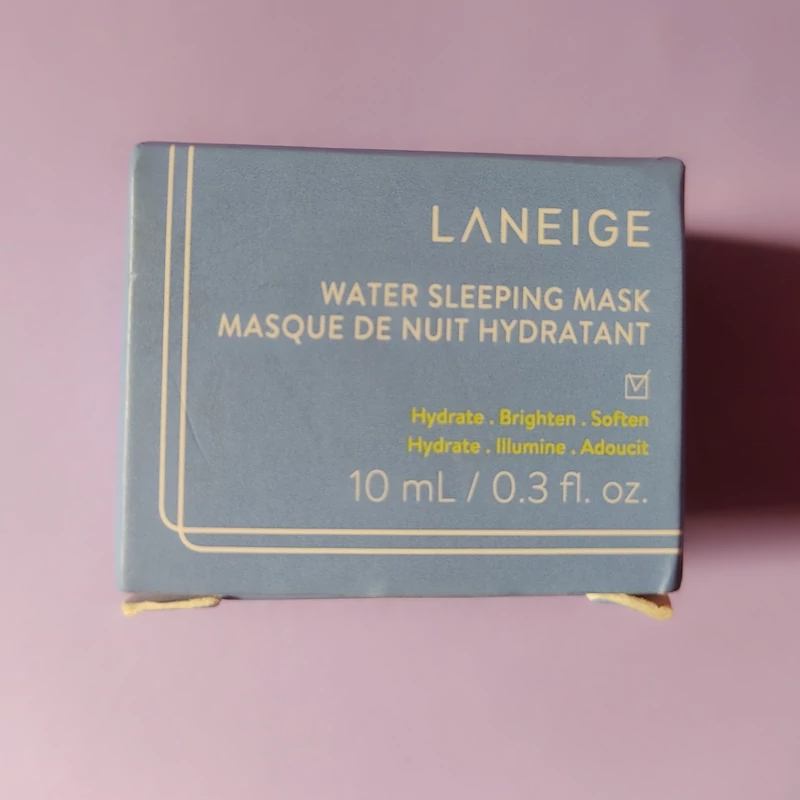 LANEIGE
WATER SLEEPING MASK
MASQUE DE NUIT HYDRATANT
Hydrate . Brighten . Soften
Hydrate . Illumine . Adoucit
10 mL / 0.3 fl. oz.